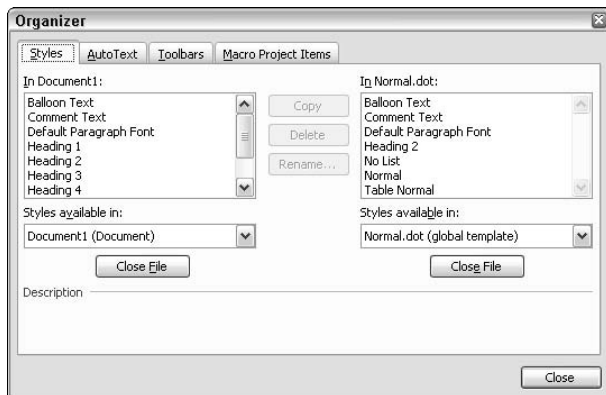 Organizer
Styles AutoText Toolbars Macro Project Items
In Document1:
Balloon Text
Comment Text
Default Paragraph Font
Heading 1
Heading 2
Heading 3
Heading 4
Styles available in:
Document1 (Document)
Close File
Copy
Delete
Rename...
In Normal.dot:
Balloon Text
Comment Text
Default Paragraph Font
Heading 2
No List
Normal
Table Normal
Styles available in:
Normal.dot (global template)
Close File
Description
Close